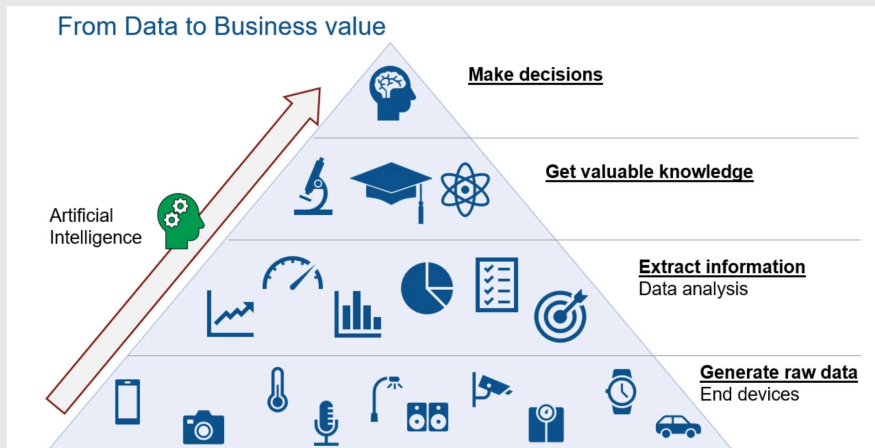 From Data to Business value
Make decisions
Get valuable knowledge
Artificial
Intelligence
Extract information
Data analysis
Generate raw data
End devices